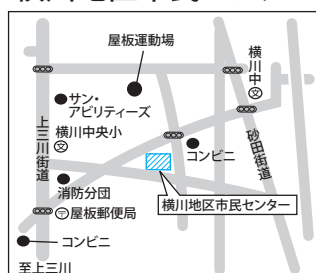 屋板運動場
横川中
文
サン・
アビリティーズ
上三川街道
横川中央小
文
コンビニ
砂田街道
消防分団
横川地区市民センター
〒屋板郵便局
コンビニ
至上三川